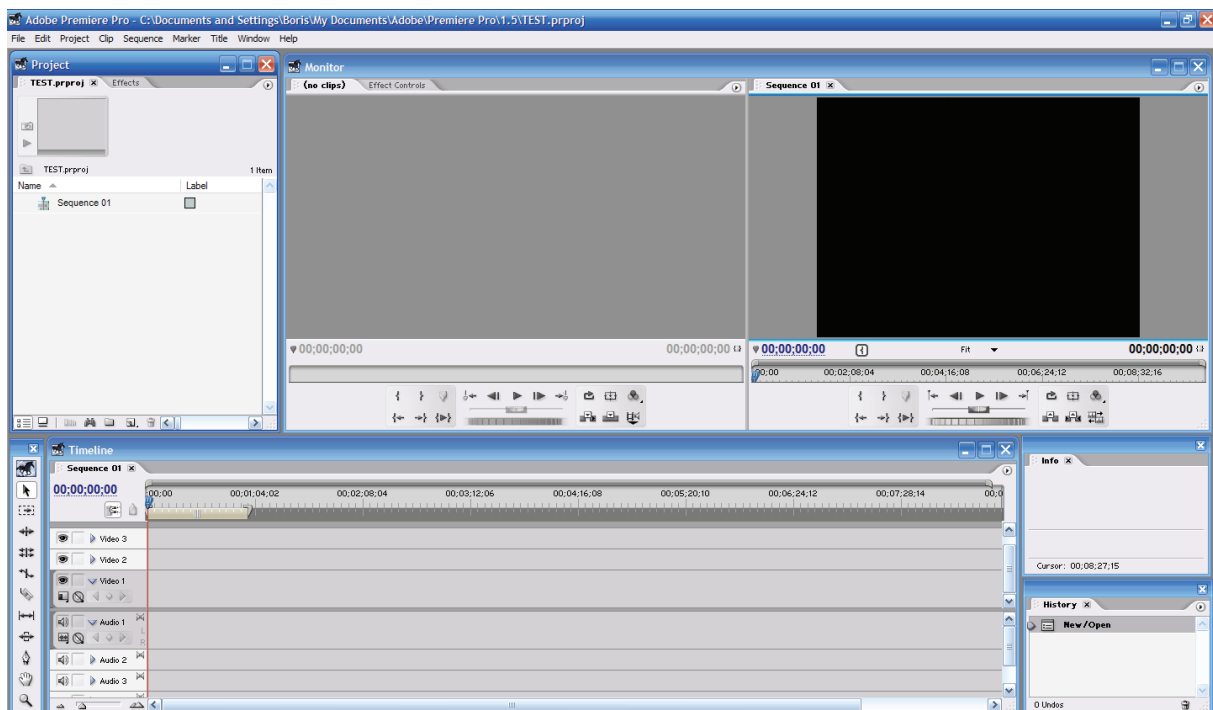 Adobe Premiere Pro - C:\Documents and Settings\Boris\My Documents\Adobe\Premiere Pro\1.5\TEST.prproj
File Edit Project Clip Sequence Marker Title Window Help
Project
TEST.prproj Effects
TEST.prproj 1 Item
Name Label
Sequence 01
Monitor
(no clips) Effect Controls
Sequence 01
00;00;00;00 00;00;00;00
00;00;00;00 Fit 00;00;00;00
00;00 00;02;08;04 00;04;16;08 00;06;24;12 00;08;32;16
Timeline
Sequence 01
00;00;00;00
;00;00 00;01;04;02 00;02;08;04 00;03;12;06 00;04;16;08 00;05;20;10 00;06;24;12 00;07;28;14 00;0
Video 3
Video 2
Video 1
Audio 1
L
R
Audio 2
Audio 3
Info
Cursor: 00;08;27;15
History
New/Open
0 Undos